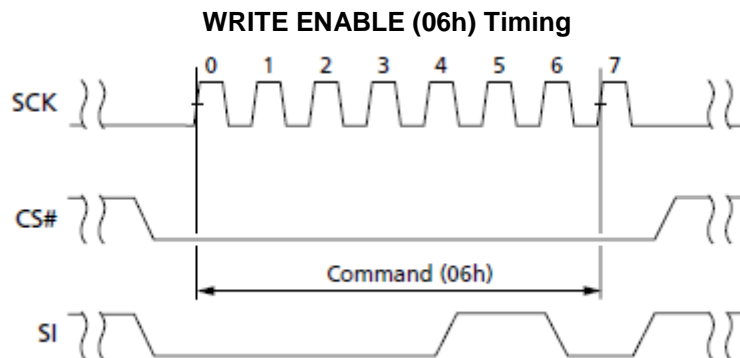 WRITE ENABLE (06h) Timing
0 1 2 3 4 5 6 7
SCK
CS#
Command (06h)
SI